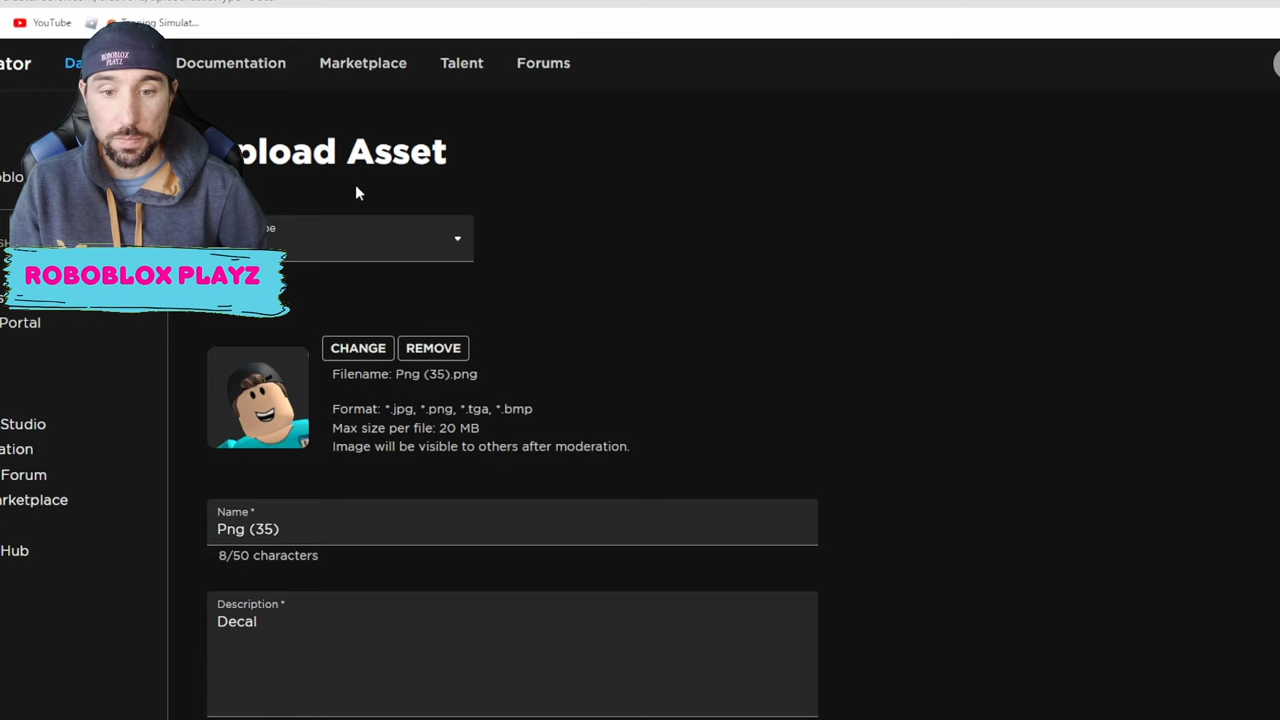 YouTube
ator
Documentation
Marketplace
Talent
Forums
pload Asset
ROBOBLOX PLAYZ
Portal
CHANGE REMOVE
Filename: Png (35).png
Format: *.jpg, *.png, *.tga, *.bmp
Max size per file: 20 MB
Image will be visible to others after moderation.
Studio
ation
Forum
rketplace
Hub
Name*
Png (35)
8/50 characters
Description*
Decal